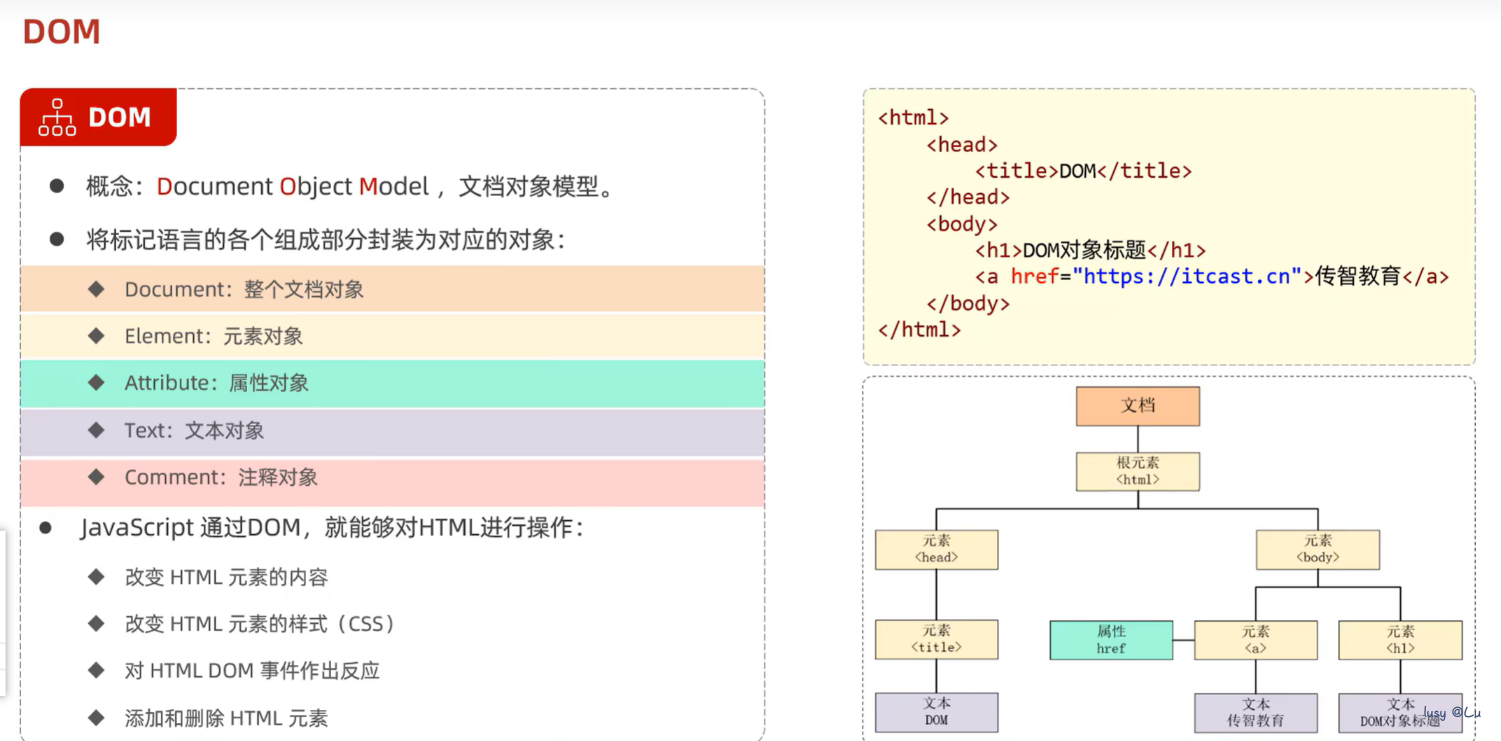 DOM
DOM
概念：Document Object Model ，文档对象模型。
将标记语言的各个组成部分封装为对应的对象：
Document：整个文档对象
Element：元素对象
Attribute：属性对象
Text：文本对象
Comment：注释对象
JavaScript 通过DOM，就能够对HTML进行操作：
改变 HTML 元素的内容
改变 HTML 元素的样式（CSS）
对 HTML DOM 事件作出反应
添加和删除 HTML 元素
<html>
<head>
<title>DOM</title>
</head>
<body>
<h1>DOM对象标题</h1>
<a href="https://itcast.cn">传智教育</a>
</body>
</html>
文档
根元素
<html>
元素
<head>
元素
<body>
元素
<title>
属性
href
元素
<a>
元素
<h1>
文本
DOM
文本
传智教育
文本
DOM对象标题
lusy @Lu